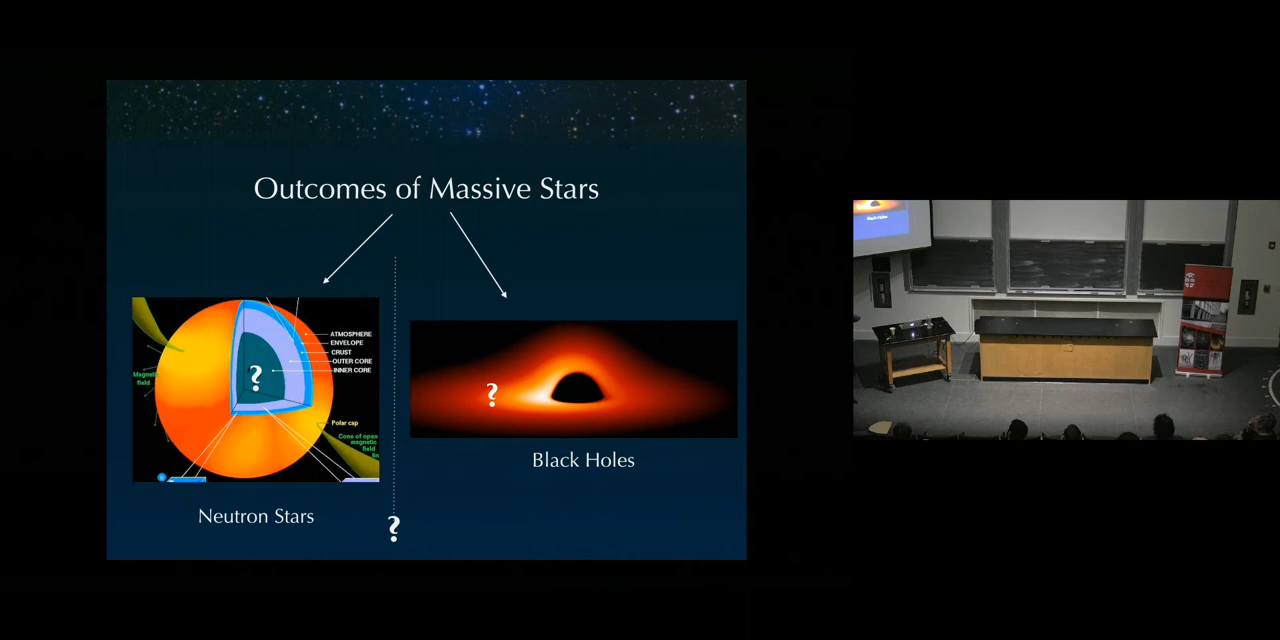 Outcomes of Massive Stars
ATMOSPHERE
ENVELOPE
CRUST
OUTER CORE
INNER CORE
?
Magnetic
field
Polar cap
Cone of open
magnetic
field
lin
?
Black Holes
Neutron Stars
?
Black Holes